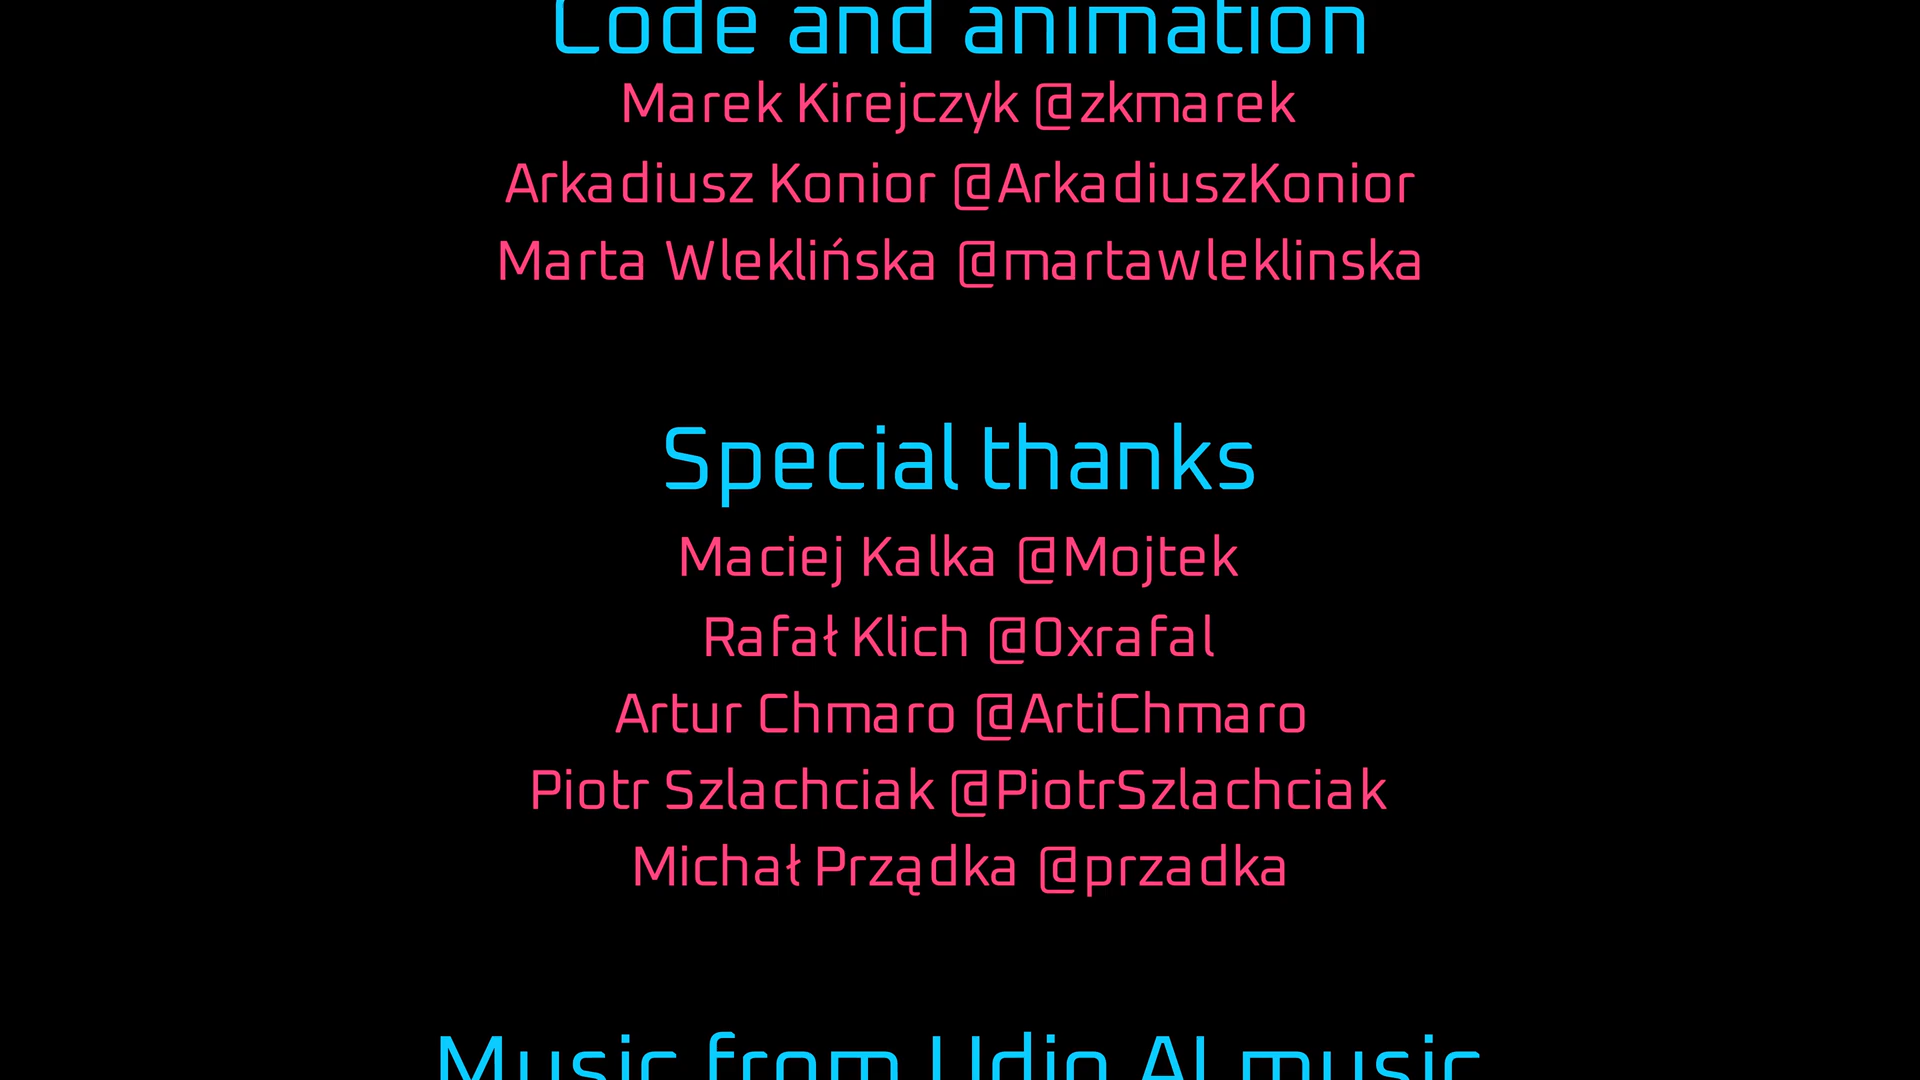 Code and animation
Marek Kirejczyk @zkmarek
Arkadiusz Konior @ArkadiuszKonior
Marta Wleklińska @martawleklinska
Special thanks
Maciej Kalka @Mojtek
Rafał Klich @0xrafal
Artur Chmaro @ArtiChmaro
Piotr Szlachciak @PiotrSzlachciak
Michał Prządka @przadka
Music from Udio AI music